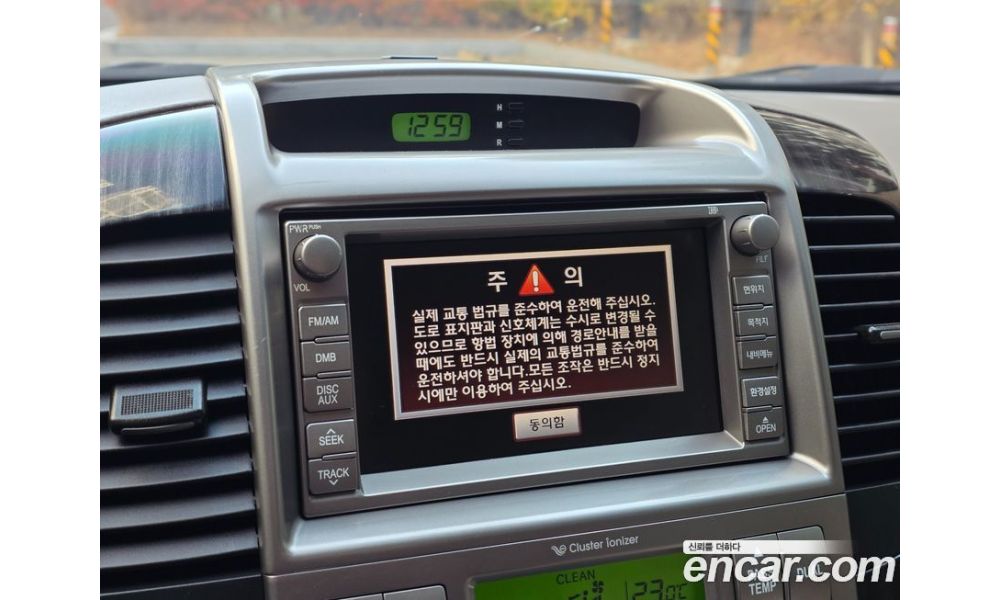 12:59
H
M
R
PWR PUSH
VOL
FM/AM
DMB
DISC
AUX
SEEK
TRACK
주 의
실제 교통 법규를 준수하여 운전해 주십시오.
도로 표지판과 신호체계는 수시로 변경될 수
있으므로 항법 장치에 의해 경로안내를 받을
때에도 반드시 실제의 교통법규를 준수하여
운전하셔야 합니다.모든 조작은 반드시 정지
시에만 이용하여 주십시오.
동의함
현위치
목적지
내비메뉴
환경설정
OPEN
Cluster Ionizer
CLEAN
23.0℃
TEMP
DUAL
신뢰를 더하다
encar.com